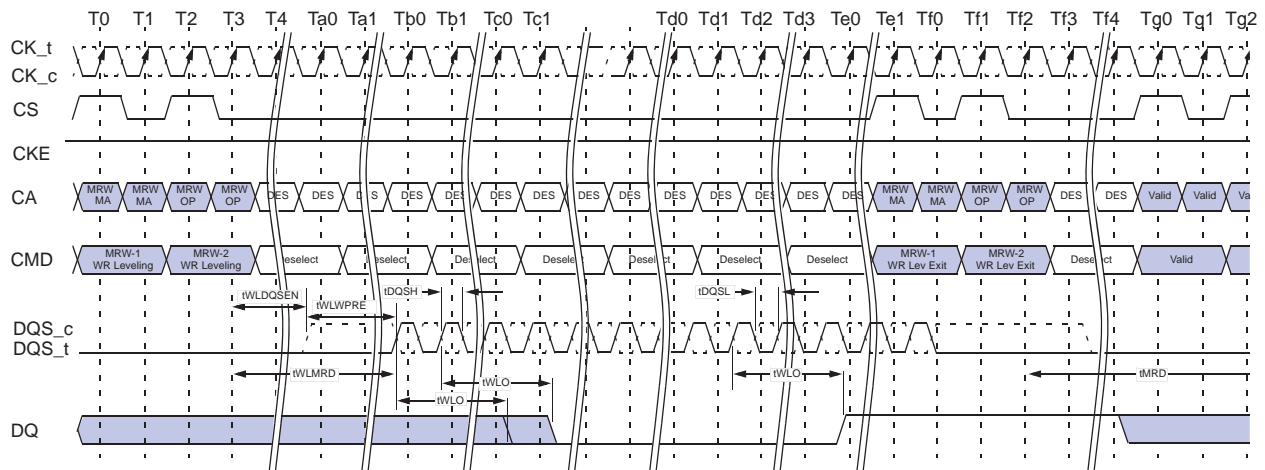 T0 T1 T2 T3 T4 Ta0 Ta1 Tb0 Tb1 Tc0 Tc1 Td0 Td1 Td2 Td3 Te0 Te1 Tf0 Tf1 Tf2 Tf3 Tf4 Tg0 Tg1 Tg2
CK_t
CK_c
CS
CKE
CA MRW MA MRW MA MRW OP MRW OP DES DES DES DES DES DES DES DES DES DES DES DES DES DES MRW MA MRW MA MRW OP MRW OP DES DES Valid Valid Va
CMD MRW-1 WR Leveling MRW-2 WR Leveling Deselect Deselect Deselect Deselect Deselect Deselect Deselect MRW-1 WR Lev Exit MRW-2 WR Lev Exit Deselect Valid
tWLDQSEN tWLWPRE tDQSH tDQSL
DQS_c
DQS_t
tWLMRD tWLO tWLO tMRD
tWLO
DQ